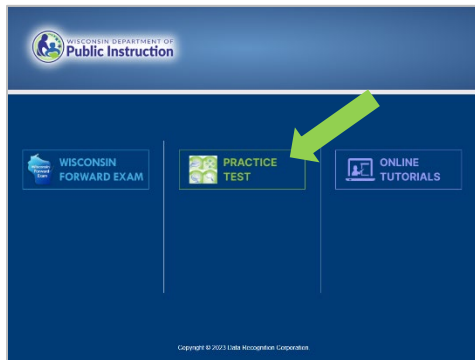 WISCONSIN DEPARTMENT OF
Public Instruction
WISCONSIN
FORWARD EXAM
PRACTICE
TEST
ONLINE
TUTORIALS
Copyright © 2023 Data Recognition Corporation.